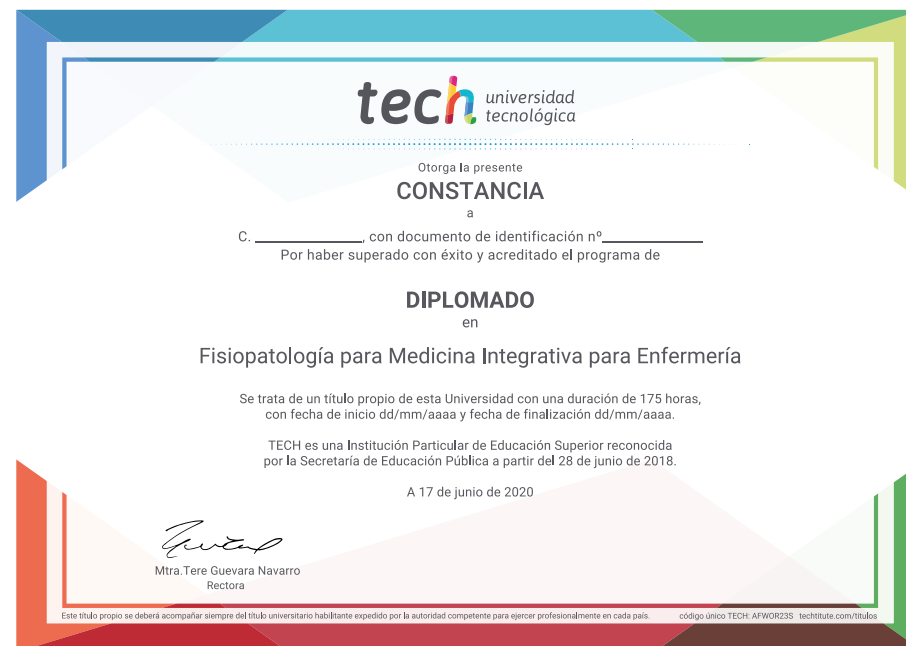 tech universidad
tecnológica
Otorga la presente
CONSTANCIA
a
C. ____________, con documento de identificación nº____________
Por haber superado con éxito y acreditado el programa de
DIPLOMADO
en
Fisiopatología para Medicina Integrativa para Enfermería
Se trata de un título propio de esta Universidad con una duración de 175 horas,
con fecha de inicio dd/mm/aaaa y fecha de finalización dd/mm/aaaa.
TECH es una Institución Particular de Educación Superior reconocida
por la Secretaría de Educación Pública a partir del 28 de junio de 2018.
A 17 de junio de 2020
Mtra.Tere Guevara Navarro
Rectora
Este título propio se deberá acompañar siempre del título universitario habilitante expedido por la autoridad competente para ejercer profesionalmente en cada país. código único TECH: AFWOR23S techtitute.com/titulos